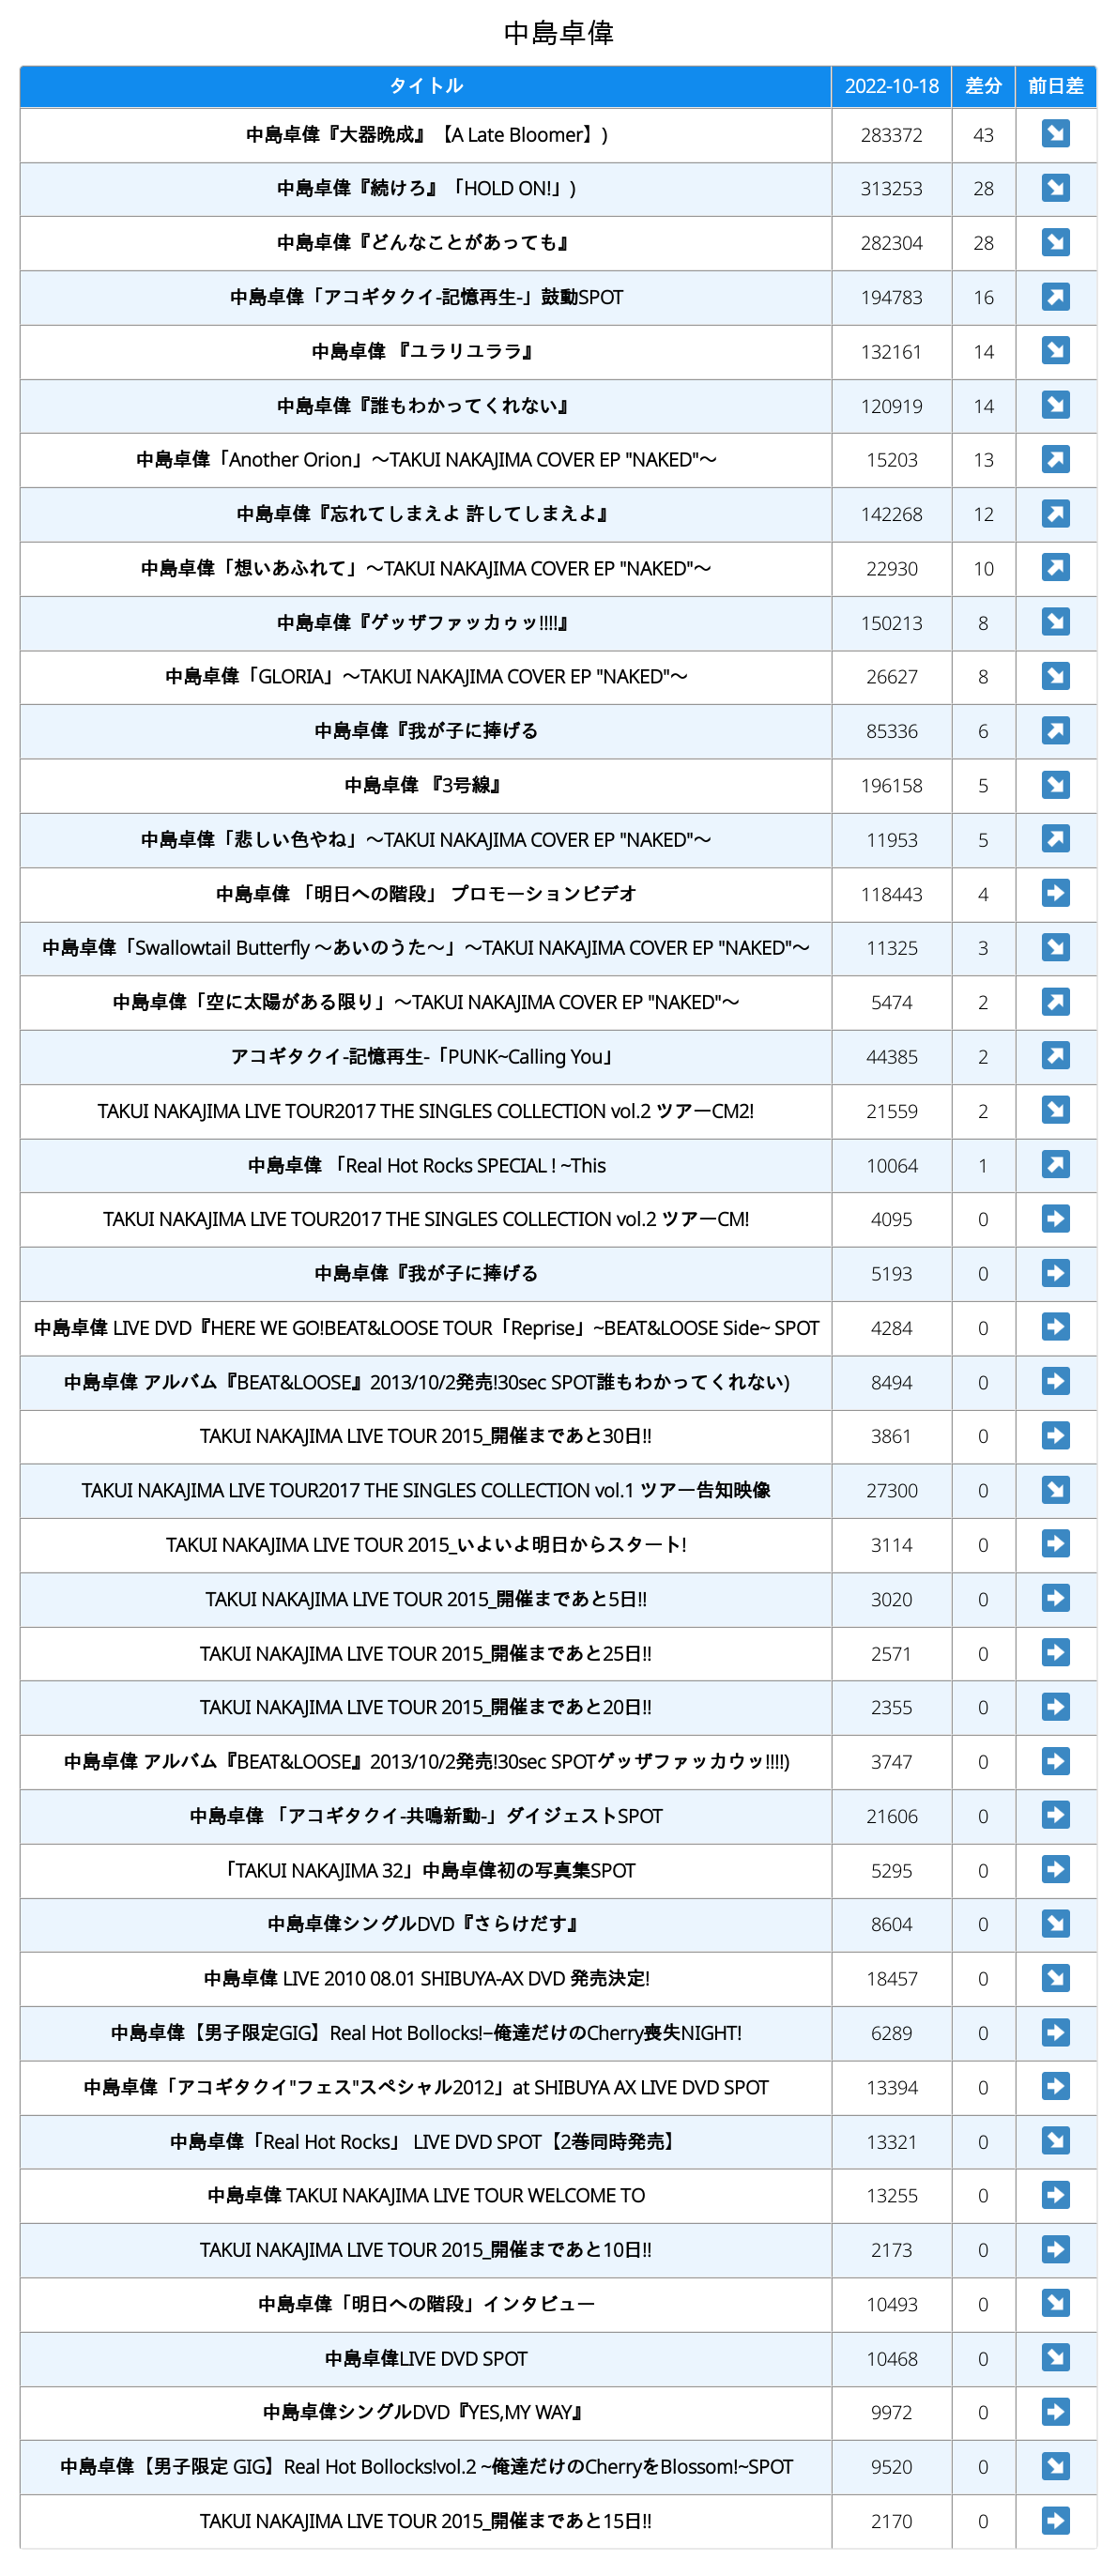 中島卓偉
タイトル 2022-10-18 差分 前日差
中島卓偉『大器晩成』【A Late Bloomer】) 283372 43 ↘
中島卓偉『続けろ』「HOLD ON!」) 313253 28 ↘
中島卓偉『どんなことがあっても』 282304 28 ↘
中島卓偉「アコギタクイ-記憶再生-」鼓動SPOT 194783 16 ↗
中島卓偉 『ユラリユララ』 132161 14 ↘
中島卓偉『誰もわかってくれない』 120919 14 ↘
中島卓偉「Another Orion」〜TAKUI NAKAJIMA COVER EP "NAKED"〜 15203 13 ↗
中島卓偉『忘れてしまえよ 許してしまえよ』 142268 12 ↗
中島卓偉「想いあふれて」〜TAKUI NAKAJIMA COVER EP "NAKED"〜 22930 10 ↗
中島卓偉『ゲッザファッカゥッ!!!!』 150213 8 ↘
中島卓偉「GLORIA」〜TAKUI NAKAJIMA COVER EP "NAKED"〜 26627 8 ↘
中島卓偉『我が子に捧げる 85336 6 ↗
中島卓偉 『3号線』 196158 5 ↘
中島卓偉「悲しい色やね」〜TAKUI NAKAJIMA COVER EP "NAKED"〜 11953 5 ↗
中島卓偉 「明日への階段」 プロモーションビデオ 118443 4 ➡
中島卓偉「Swallowtail Butterfly 〜あいのうた〜」〜TAKUI NAKAJIMA COVER EP "NAKED"〜 11325 3 ↘
中島卓偉「空に太陽がある限り」〜TAKUI NAKAJIMA COVER EP "NAKED"〜 5474 2 ↗
アコギタクイ-記憶再生-「PUNK~Calling You」 44385 2 ↗
TAKUI NAKAJIMA LIVE TOUR2017 THE SINGLES COLLECTION vol.2 ツアーCM2! 21559 2 ↘
中島卓偉 「Real Hot Rocks SPECIAL ! ~This 10064 1 ↗
TAKUI NAKAJIMA LIVE TOUR2017 THE SINGLES COLLECTION vol.2 ツアーCM! 4095 0 ➡
中島卓偉『我が子に捧げる 5193 0 ➡
中島卓偉 LIVE DVD『HERE WE GO!BEAT&LOOSE TOUR「Reprise」~BEAT&LOOSE Side~ SPOT 4284 0 ➡
中島卓偉 アルバム『BEAT&LOOSE』2013/10/2発売!30sec SPOT誰もわかってくれない) 8494 0 ➡
TAKUI NAKAJIMA LIVE TOUR 2015_開催まであと30日!! 3861 0 ➡
TAKUI NAKAJIMA LIVE TOUR2017 THE SINGLES COLLECTION vol.1 ツアー告知映像 27300 0 ↘
TAKUI NAKAJIMA LIVE TOUR 2015_いよいよ明日からスタート! 3114 0 ➡
TAKUI NAKAJIMA LIVE TOUR 2015_開催まであと5日!! 3020 0 ➡
TAKUI NAKAJIMA LIVE TOUR 2015_開催まであと25日!! 2571 0 ➡
TAKUI NAKAJIMA LIVE TOUR 2015_開催まであと20日!! 2355 0 ➡
中島卓偉 アルバム『BEAT&LOOSE』2013/10/2発売!30sec SPOTゲッザファッカウッ!!!!) 3747 0 ➡
中島卓偉 「アコギタクイ-共鳴新動-」ダイジェストSPOT 21606 0 ➡
「TAKUI NAKAJIMA 32」中島卓偉初の写真集SPOT 5295 0 ➡
中島卓偉シングルDVD『さらけだす』 8604 0 ↘
中島卓偉 LIVE 2010 08.01 SHIBUYA-AX DVD 発売決定! 18457 0 ↘
中島卓偉【男子限定GIG】Real Hot Bollocks!−俺達だけのCherry喪失NIGHT! 6289 0 ➡
中島卓偉「アコギタクイ"フェス"スペシャル2012」at SHIBUYA AX LIVE DVD SPOT 13394 0 ➡
中島卓偉「Real Hot Rocks」 LIVE DVD SPOT【2巻同時発売】 13321 0 ↘
中島卓偉 TAKUI NAKAJIMA LIVE TOUR WELCOME TO 13255 0 ➡
TAKUI NAKAJIMA LIVE TOUR 2015_開催まであと10日!! 2173 0 ➡
中島卓偉「明日への階段」インタビュー 10493 0 ↘
中島卓偉LIVE DVD SPOT 10468 0 ↘
中島卓偉シングルDVD『YES,MY WAY』 9972 0 ➡
中島卓偉【男子限定 GIG】Real Hot Bollocks!vol.2 ~俺達だけのCherryをBlossom!~SPOT 9520 0 ↘
TAKUI NAKAJIMA LIVE TOUR 2015_開催まであと15日!! 2170 0 ➡